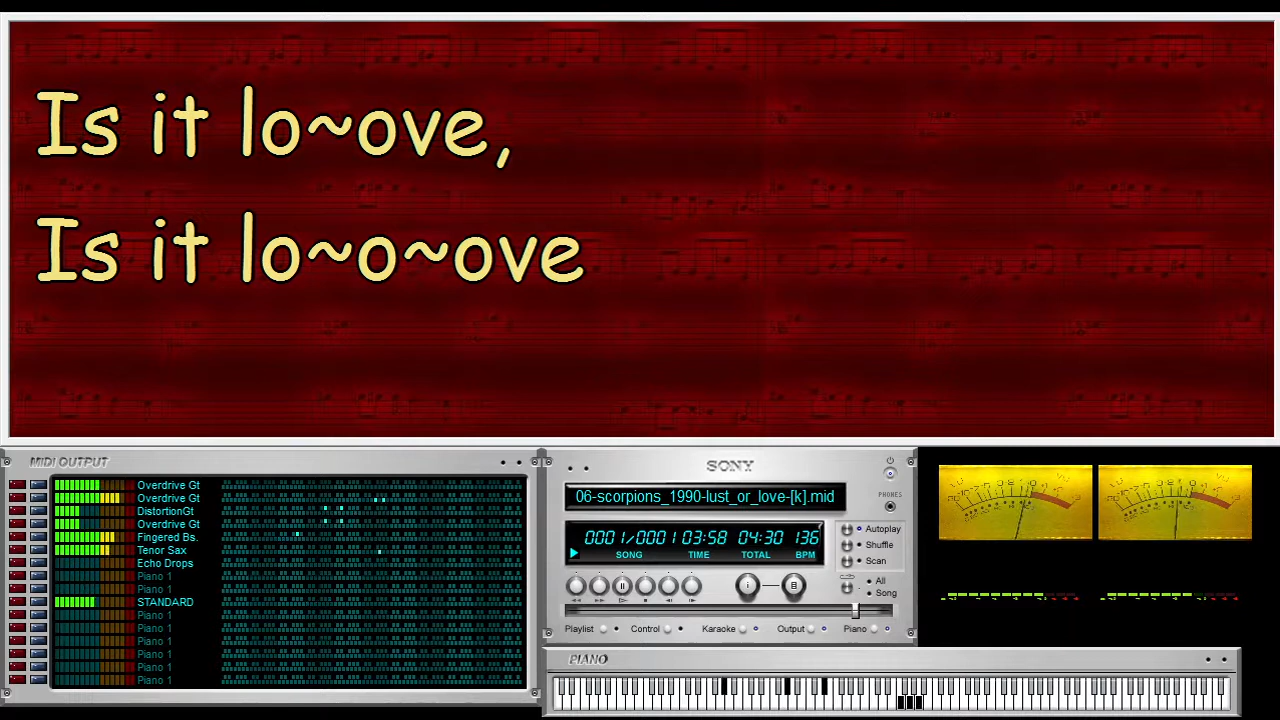 Is it lo~ove,
Is it lo~o~ove
MIDI OUTPUT
Overdrive Gt
Overdrive Gt
DistortionGt
Overdrive Gt
Fingered Bs.
Tenor Sax
Echo Drops
Piano 1
Piano 1
STANDARD
Piano 1
Piano 1
Piano 1
Piano 1
Piano 1
Piano 1
SONY
06-scorpions_1990-lust_or_love-[k].mid
PHONES
0001/0001 03:58 04:30 136
SONG TIME TOTAL BPM
Autoplay
Shuffle
Scan
All
Song
Playlist Control Karaoke Output Piano
PIANO